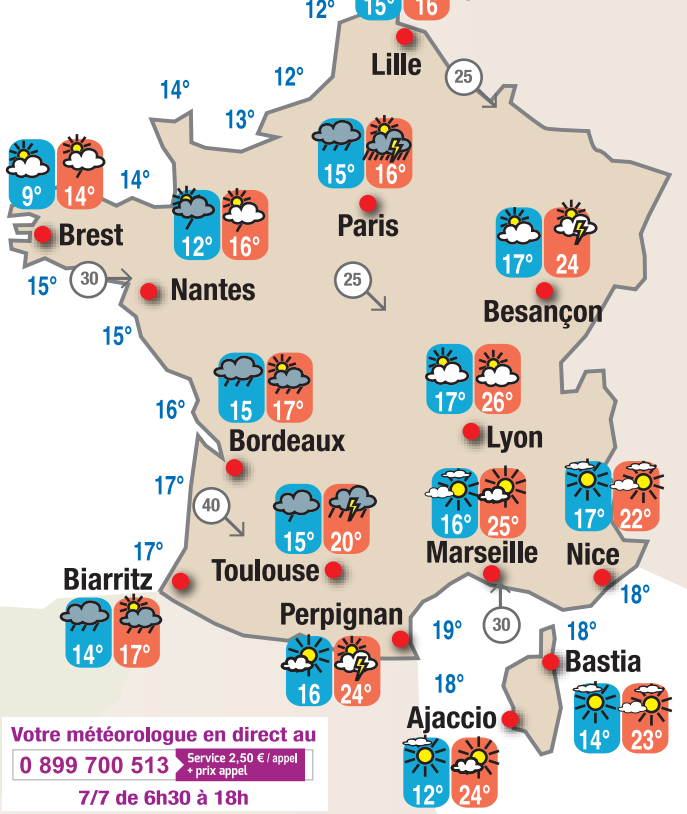 12°
15° 16
Lille
25
12°
14°
13°
15° 16°
Paris
9° 14°
14°
Brest
12° 16°
15°
30
Nantes
17° 24
Besançon
25
15°
15 17°
Bordeaux
16°
17° 26°
Lyon
17°
40
15° 20°
Toulouse
16° 25°
Marseille
17° 22°
Nice
17°
Biarritz
14° 17°
18°
Perpignan
19°
30
18°
16 24°
18°
Bastia
14° 23°
Ajaccio
12° 24°
Votre météorologue en direct au
0 899 700 513 Service 2,50 € / appel
+ prix appel
7/7 de 6h30 à 18h